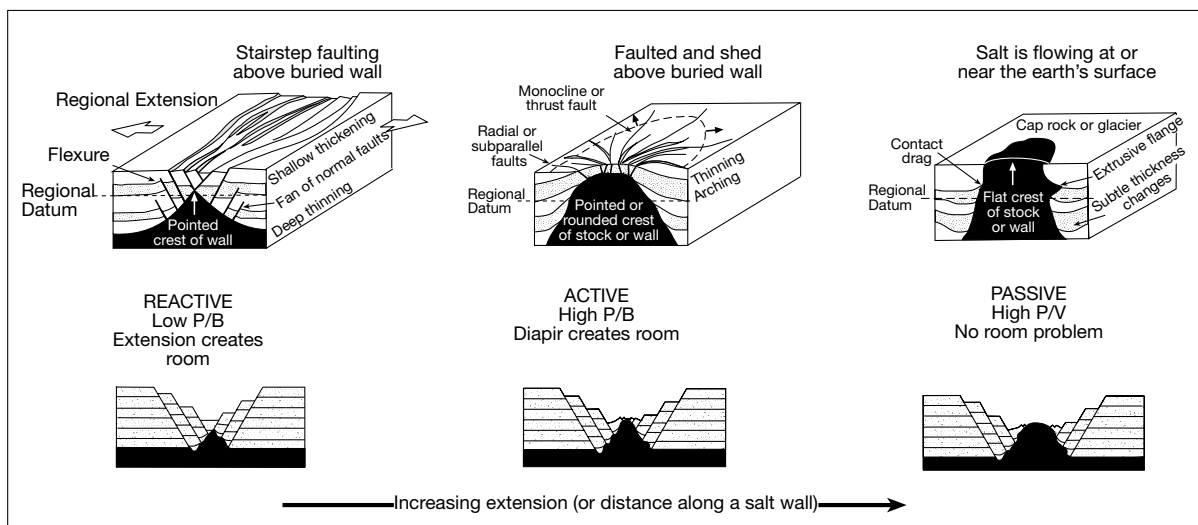 Stairstep faulting
above buried wall
Regional Extension
Flexure
Regional
Datum
Pointed
crest of wall
Shallow thickening
Fan of normal faults
Deep thinning
REACTIVE
Low P/B
Extension creates
room
Faulted and shed
above buried wall
Monocline or
thrust fault
Radial or
subparallel
faults
Regional
Datum
Pointed or
rounded crest
of stock or wall
Thinning
Arching
ACTIVE
High P/B
Diapir creates room
Salt is flowing at or
near the earth's surface
Cap rock or glacier
Contact
drag
Regional
Datum
Flat crest
of stock
or wall
Extrusive flange
Subtle thickness
changes
PASSIVE
High P/V
No room problem
Increasing extension (or distance along a salt wall)